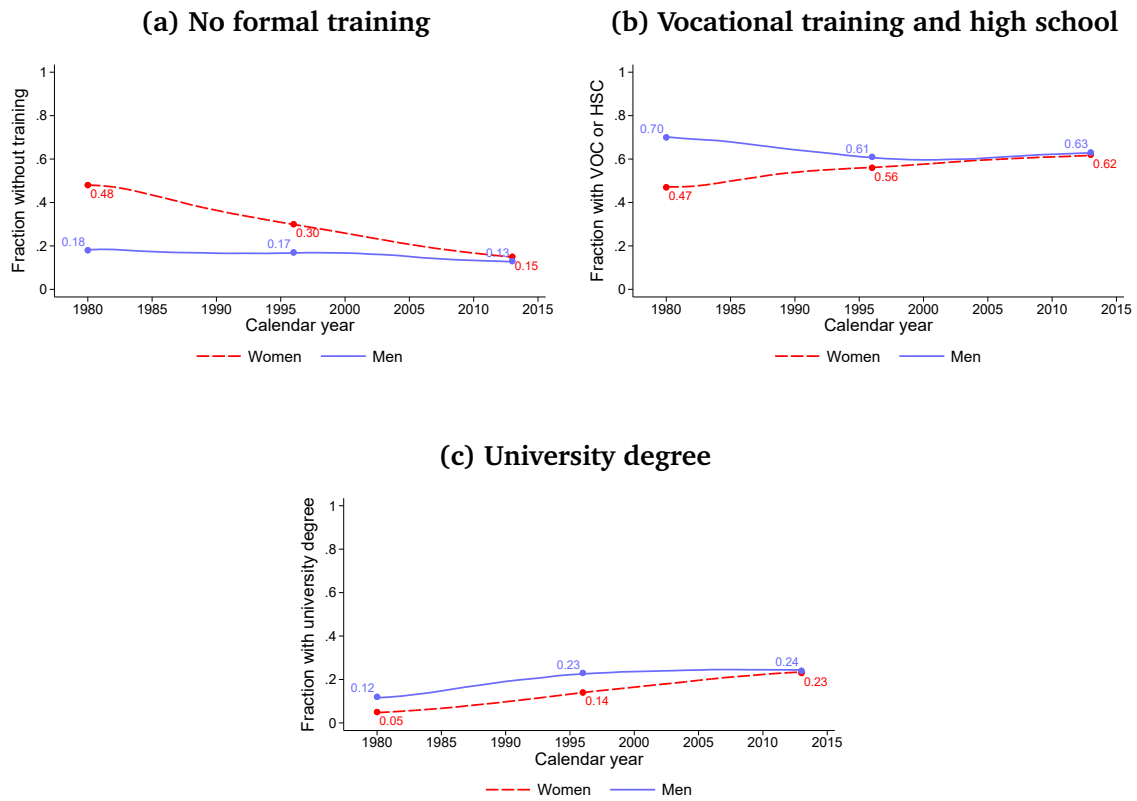 (a) No formal training
Fraction without training
1
.8
.6
.4
.2
0
0.48
0.30
0.15
0.18
0.17
0.13
1980 1985 1990 1995 2000 2005 2010 2015
Calendar year
Women Men
(b) Vocational training and high school
Fraction with VOC or HSC
1
.8
.6
.4
.2
0
0.70
0.61
0.63
0.47
0.56
0.62
1980 1985 1990 1995 2000 2005 2010 2015
Calendar year
Women Men
(c) University degree
Fraction with university degree
1
.8
.6
.4
.2
0
0.12
0.23
0.24
0.05
0.14
0.23
1980 1985 1990 1995 2000 2005 2010 2015
Calendar year
Women Men